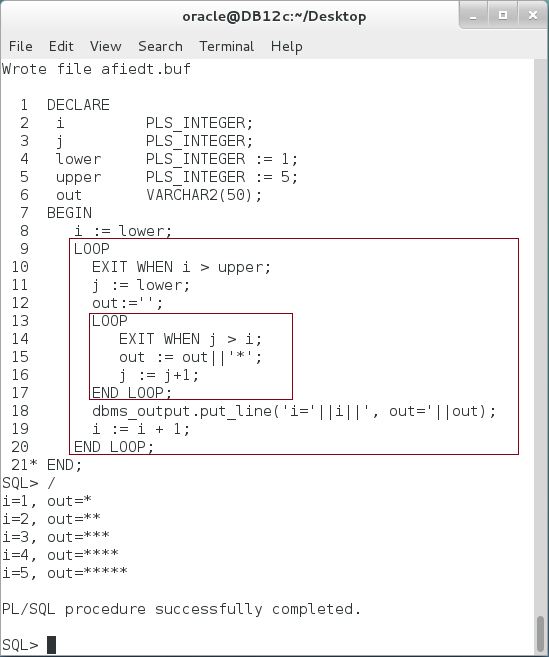 oracle@DB12c:~/Desktop
File Edit View Search Terminal Help
Wrote file afiedt.buf
1 DECLARE
2 i PLS_INTEGER;
3 j PLS_INTEGER;
4 lower PLS_INTEGER := 1;
5 upper PLS_INTEGER := 5;
6 out VARCHAR2(50);
7 BEGIN
8 i := lower;
9 LOOP
10 EXIT WHEN i > upper;
11 j := lower;
12 out:='';
13 LOOP
14 EXIT WHEN j > i;
15 out := out||'*';
16 j := j+1;
17 END LOOP;
18 dbms_output.put_line('i='||i||', out='||out);
19 i := i + 1;
20 END LOOP;
21* END;
SQL> /
i=1, out=*
i=2, out=**
i=3, out=***
i=4, out=****
i=5, out=*****
PL/SQL procedure successfully completed.
SQL>